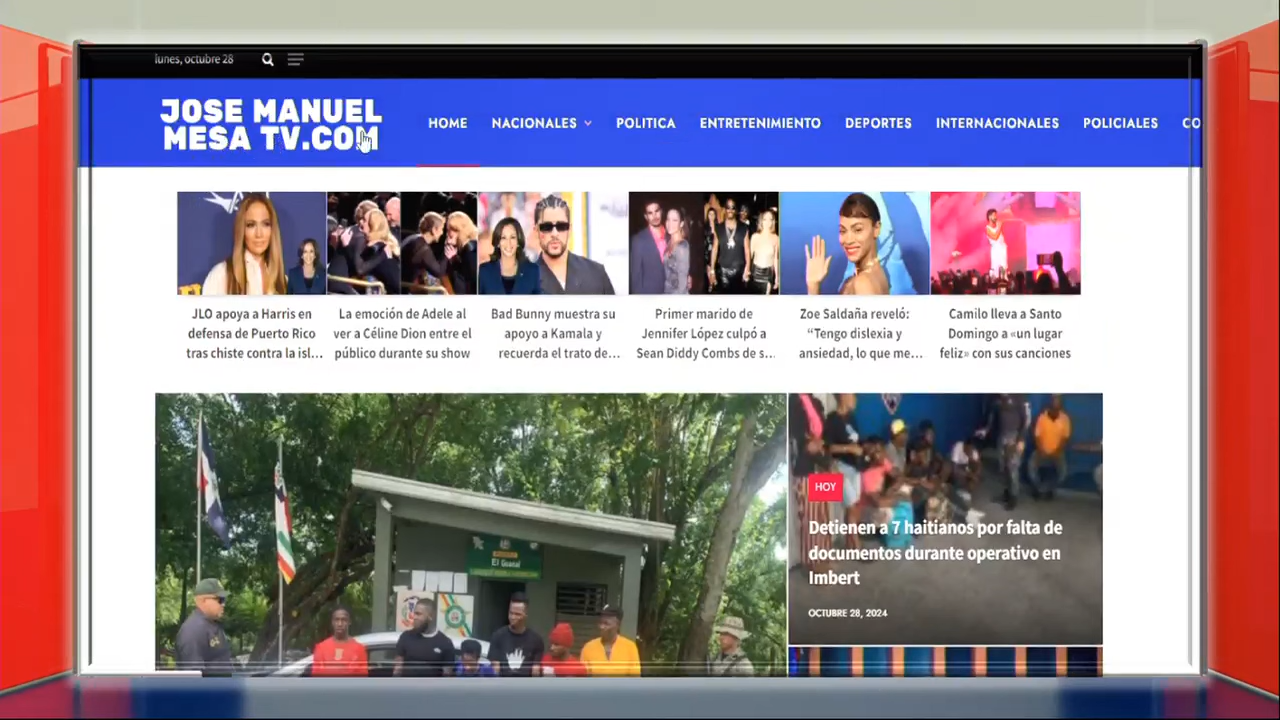 lunes, octubre 28
JOSE MANUEL
MESA TV.COM
HOME NACIONALES POLITICA ENTRETENIMIENTO DEPORTES INTERNACIONALES POLICIALES CO
JLO apoya a Harris en
defensa de Puerto Rico
tras chiste contra la isl...
La emoción de Adele al
ver a Céline Dion entre el
público durante su show
Bad Bunny muestra su
apoyo a Kamala y
recuerda el trato de...
Primer marido de
Jennifer López culpó a
Sean Diddy Combs de s...
Zoe Saldaña reveló:
“Tengo dislexia y
ansiedad, lo que me...
Camilo lleva a Santo
Domingo a «un lugar
feliz» con sus canciones
El Guayal
HOY
Detienen a 7 haitianos por falta de
documentos durante operativo en
Imbert
OCTUBRE 28, 2024